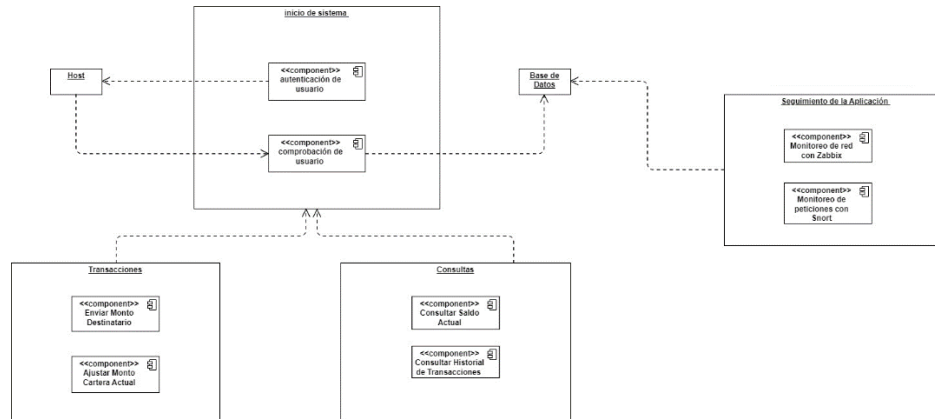 inicio de sistema
<<component>>
autenticación de
usuario
<<component>>
comprobación de
usuario
Host
Base de
Datos
Seguimiento de la Aplicación
<<component>>
Monitoreo de red
con Zabbix
<<component>>
Monitoreo de
peticiones con
Snort
Transacciones
<<component>>
Enviar Monto
Destinatario
<<component>>
Ajustar Monto
Cartera Actual
Consultas
<<component>>
Consultar Saldo
Actual
<<component>>
Consultar Historial
de Transacciones